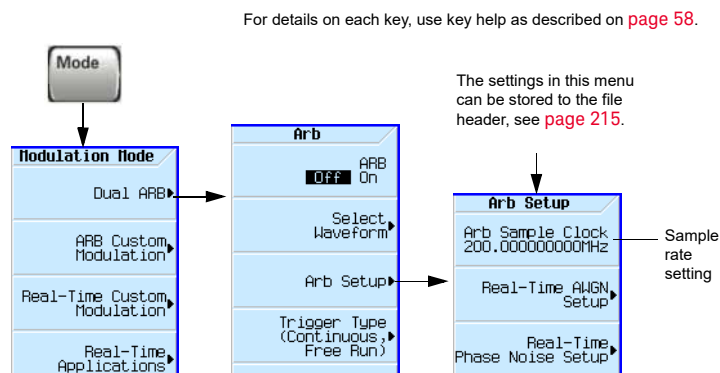 For details on each key, use key help as described on page 58.
Mode
The settings in this menu
can be stored to the file
header, see page 215.
Modulation Mode
Dual ARB
ARB Custom
Modulation
Real-Time Custom
Modulation
Real-Time
Applications
Arb
ARB
Off On
Select
Waveform
Arb Setup
Trigger Type
(Continuous,
Free Run)
Arb Setup
Arb Sample Clock
200.000000000MHz
Real-Time AWGN
Setup
Real-Time
Phase Noise Setup
Sample
rate
setting